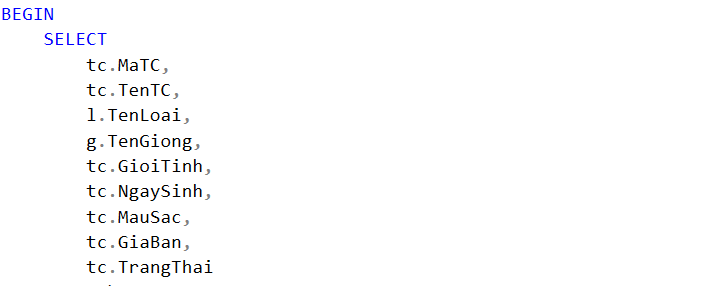 BEGIN
SELECT
tc.MaTC,
tc.TenTC,
l.TenLoai,
g.TenGiong,
tc.GioiTinh,
tc.NgaySinh,
tc.MauSac,
tc.GiaBan,
tc.TrangThai